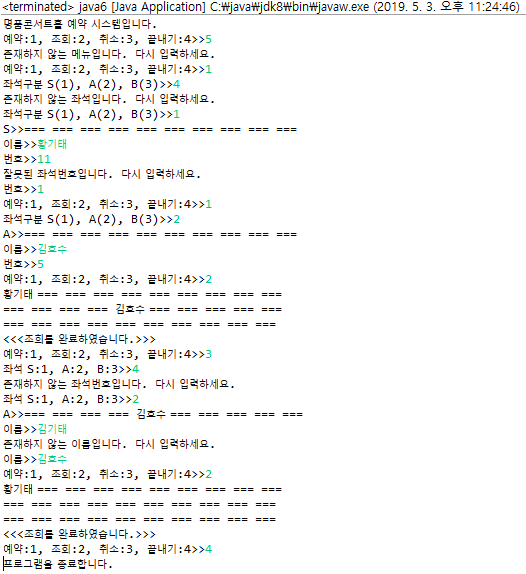 <terminated> java6 [Java Application] C:￦java￦jdk8￦bin￦javaw.exe (2019. 5. 3. 오후 11:24:46)
명품콘서트홀 예약 시스템입니다.
예약:1, 조회:2, 취소:3, 끝내기:4>>5
존재하지 않는 메뉴입니다. 다시 입력하세요.
예약:1, 조회:2, 취소:3, 끝내기:4>>1
좌석구분 S(1), A(2), B(3)>>4
존재하지 않는 좌석입니다. 다시 입력하세요.
좌석구분 S(1), A(2), B(3)>>1
S>>=== === === === === === === === === ===
이름>>황기태
번호>>11
잘못된 좌석번호입니다. 다시 입력하세요.
번호>>1
예약:1, 조회:2, 취소:3, 끝내기:4>>1
좌석구분 S(1), A(2), B(3)>>2
A>>=== === === === === === === === === ===
이름>>김효수
번호>>5
예약:1, 조회:2, 취소:3, 끝내기:4>>2
황기태 === === === === === === === === ===
=== === === === 김효수 === === === === ===
=== === === === === === === === === ===
<<<조회를 완료하였습니다.>>>
예약:1, 조회:2, 취소:3, 끝내기:4>>3
좌석 S:1, A:2, B:3>>4
존재하지 않는 좌석번호입니다. 다시 입력하세요.
좌석 S:1, A:2, B:3>>2
A>>=== === === === 김효수 === === === === ===
이름>>김기태
존재하지 않는 이름입니다. 다시 입력하세요.
이름>>김효수
예약:1, 조회:2, 취소:3, 끝내기:4>>2
황기태 === === === === === === === === ===
=== === === === === === === === === ===
=== === === === === === === === === ===
<<<조회를 완료하였습니다.>>>
예약:1, 조회:2, 취소:3, 끝내기:4>>4
프로그램을 종료합니다.